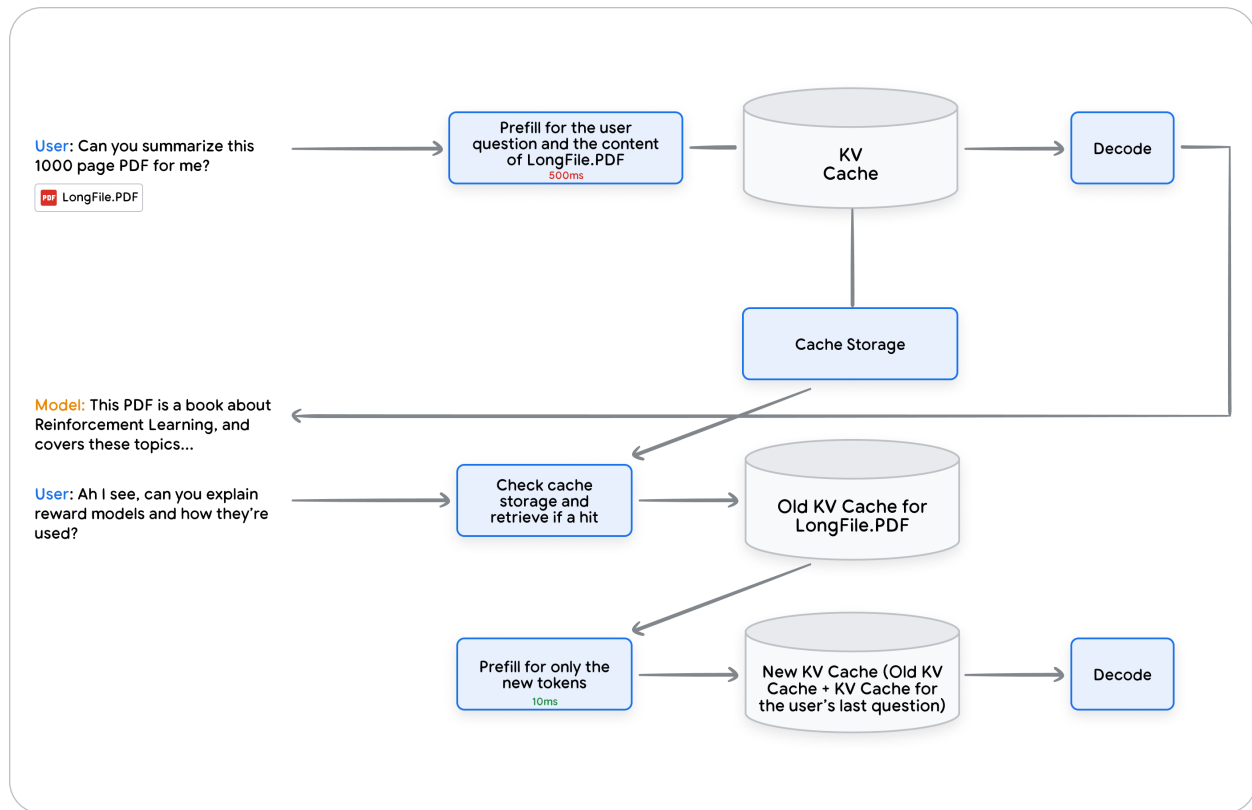 User: Can you summarize this
1000 page PDF for me?
PDF LongFile.PDF
Prefill for the user
question and the content
of LongFile.PDF
500ms
KV
Cache
Decode
Cache Storage
Model: This PDF is a book about
Reinforcement Learning, and
covers these topics...
User: Ah I see, can you explain
reward models and how they're
used?
Check cache
storage and
retrieve if a hit
Old KV Cache for
LongFile.PDF
Prefill for only the
new tokens
10ms
New KV Cache (Old KV
Cache + KV Cache for
the user's last question)
Decode